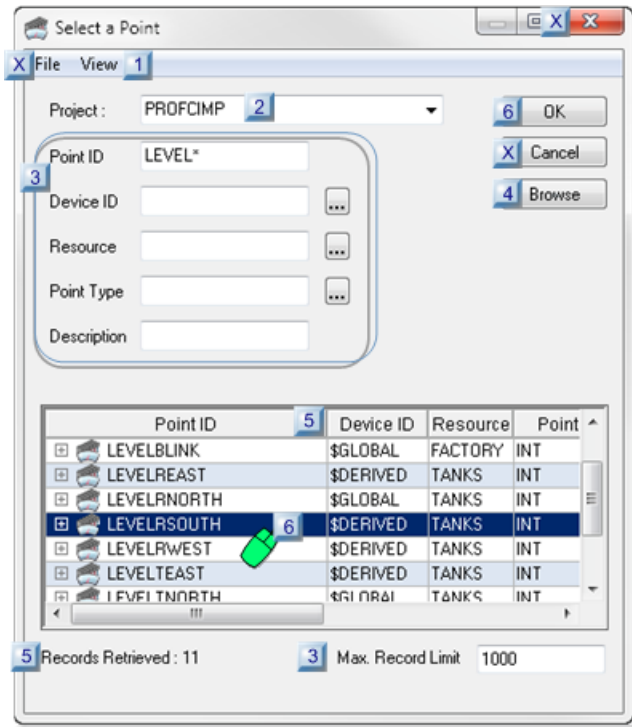 Select a Point X
X File View 1
Project : PROFCIMP 2 6 OK
Point ID LEVEL* X Cancel
3
Device ID ... 4 Browse
Resource ...
Point Type ...
Description
Point ID 5 Device ID Resource Point
LEVELBLINK $GLOBAL FACTORY INT
LEVELREAST $DERIVED TANKS INT
LEVELRNORTH $GLOBAL TANKS INT
LEVELRSOUTH 6 $DERIVED TANKS INT
LEVELRWEST $DERIVED TANKS INT
LEVELTEAST $DERIVED TANKS INT
LEVELTNORTH $GLOBAL TANKS INT
5 Records Retrieved : 11 3 Max. Record Limit 1000